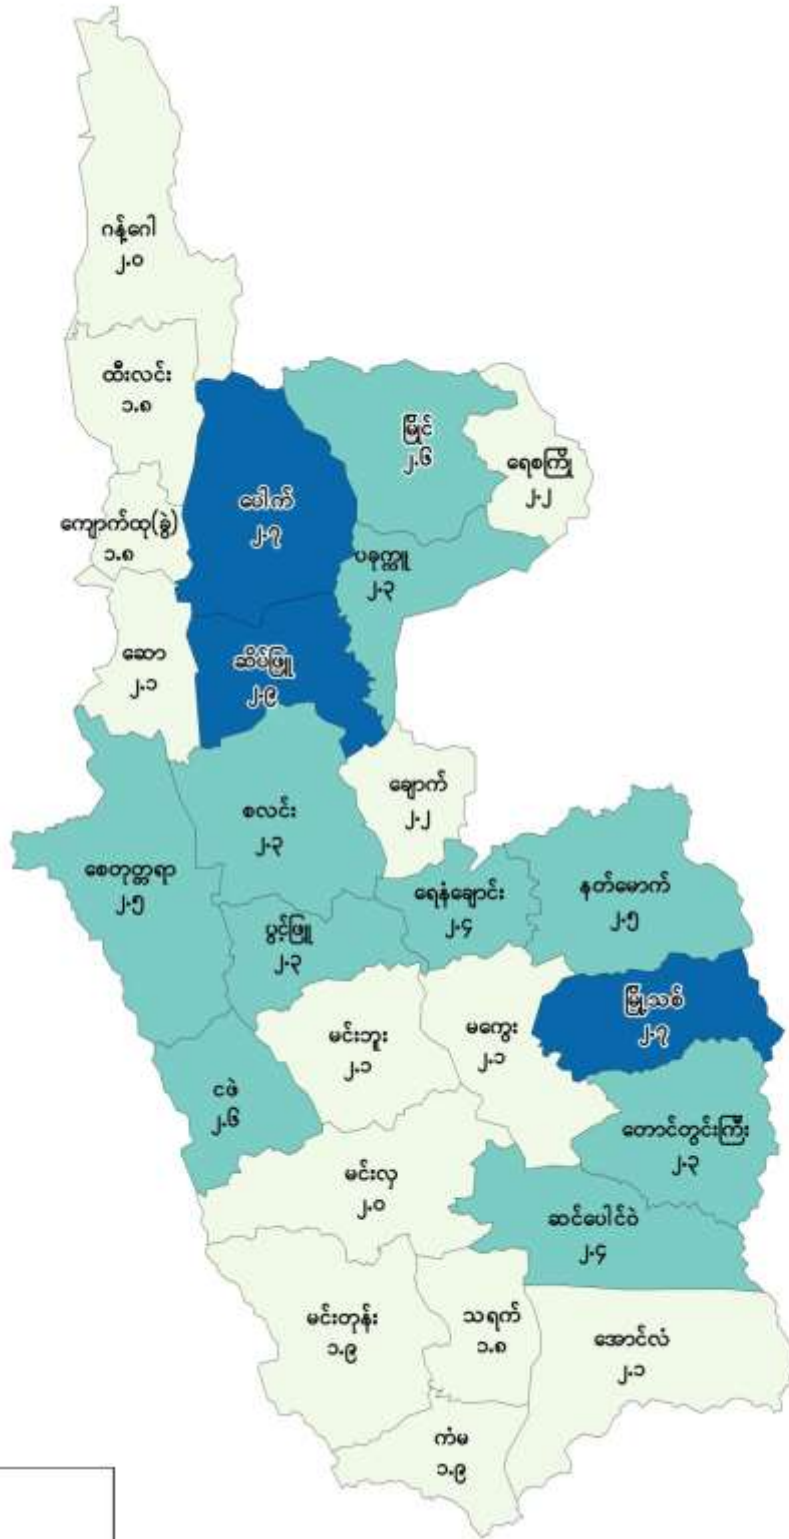 ဂန့်ဂေါ
၂.၀
ထီးလင်း
၁.၈
မြိုင်
၂.၆
ရေစကြို
၂.၂
ပေါက်
၂.၇
ကျောက်ထု(ခွဲ)
၁.၈
ပခုက္ကူ
၂.၃
ဆော
၂.၁
ဆိပ်ဖြူ
၂.၉
ချောက်
၂.၂
စလင်း
၂.၃
စေတုတ္တရာ
၂.၅
ရေနံချောင်း
၂.၄
နတ်မောက်
၂.၅
ပွင့်ဖြူ
၂.၃
မြို့သစ်
၂.၇
မင်းဘူး
၂.၁
မကွေး
၂.၁
ငဖဲ
၂.၆
တောင်တွင်းကြီး
၂.၃
မင်းလှ
၂.၀
ဆင်ပေါင်ဝဲ
၂.၄
မင်းတုန်း
၁.၉
သရက်
၁.၈
အောင်လံ
၂.၁
ကံမ
၁.၉